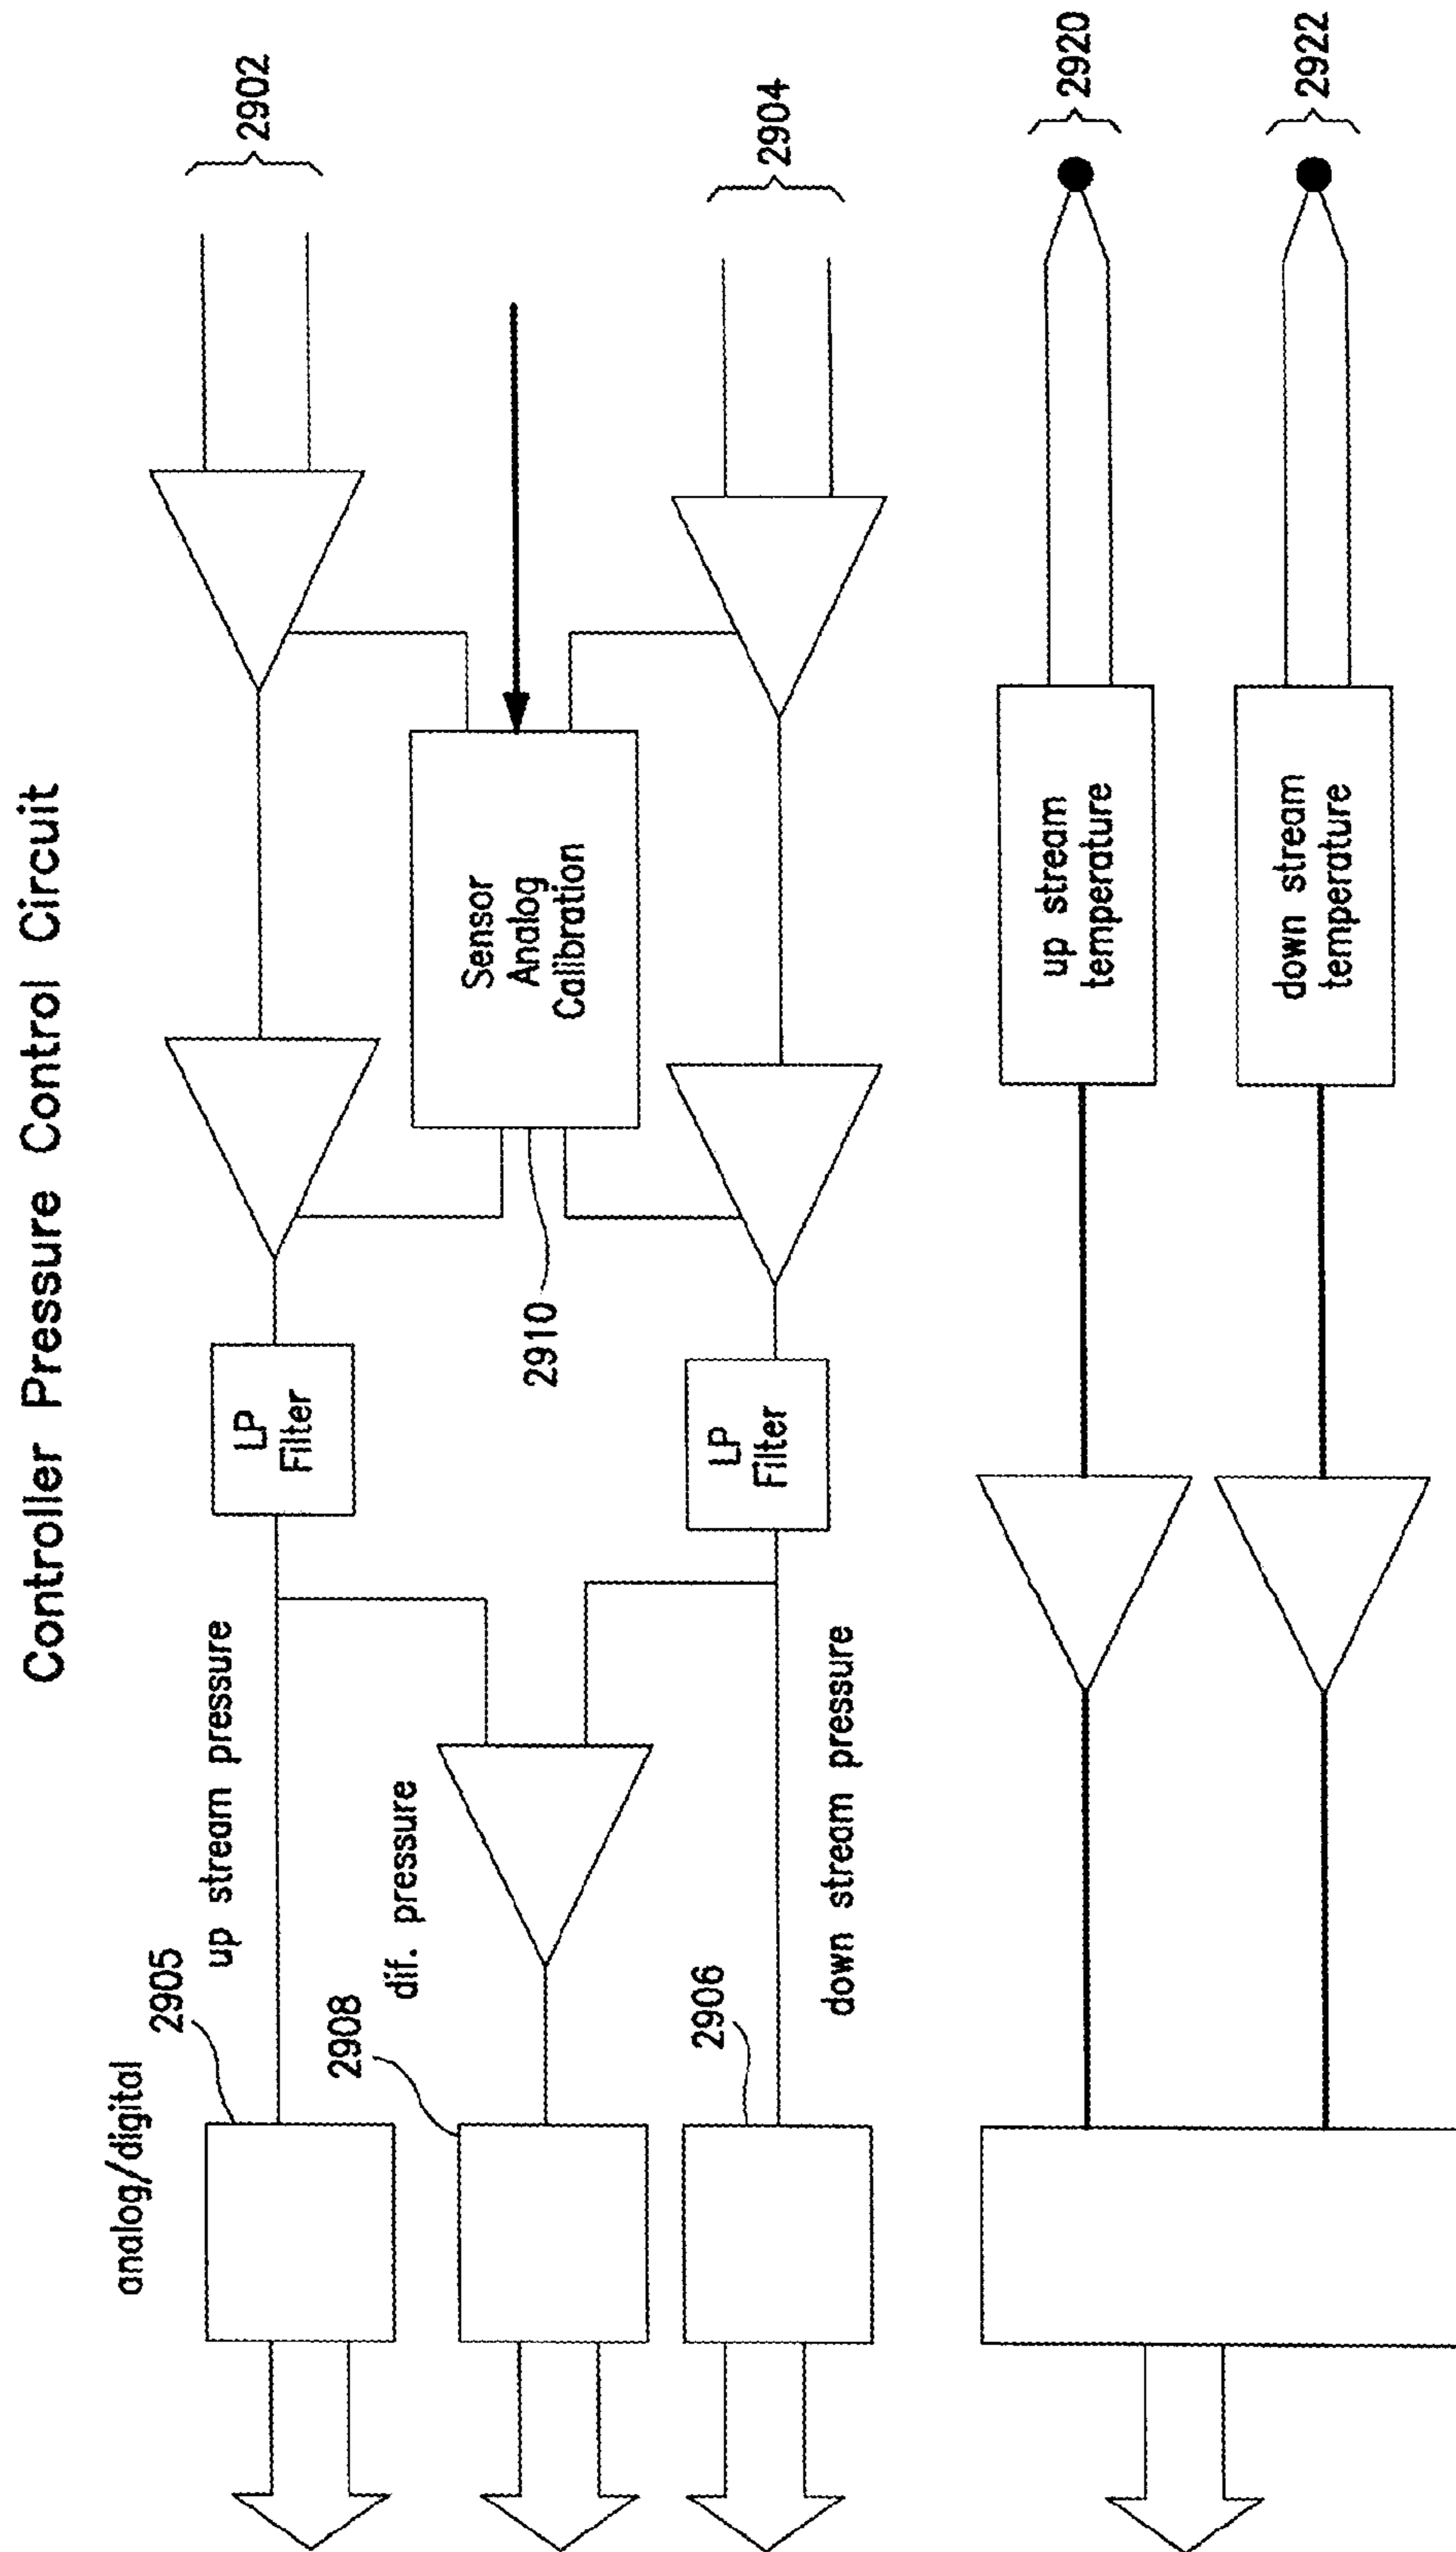 Controller Pressure Control Circuit
analog/digital
2905
up stream pressure
LP
Filter
2902
2908
dif. pressure
2910
Sensor
Analog
Calibration
2906
down stream pressure
LP
Filter
2904
up stream
temperature
2920
down stream
temperature
2922